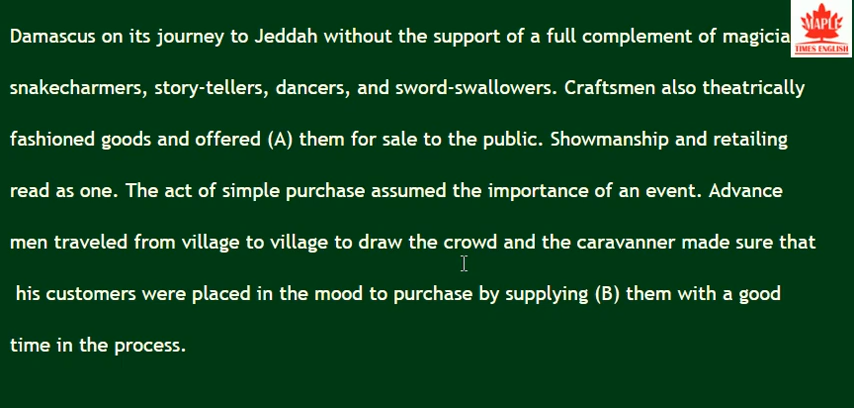 Damascus on its journey to Jeddah without the support of a full complement of
snakecharmers, story-tellers, dancers, and sword-swallowers. Craftsmen also theatrically
fashioned goods and offered (A) them for sale to the public. Showmanship and retailing
read as one. The act of simple purchase assumed the importance of an event. Advance
men traveled from village to village to draw the crowd and the caravanner made sure that
his customers were placed in the mood to purchase by supplying (B) them with a good
time in the process.
MAPLE
TIMES ENGLISH